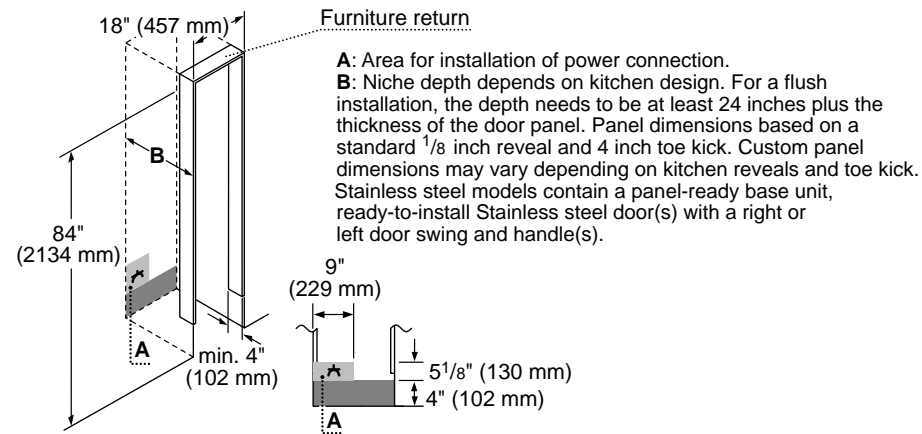 18" (457 mm)
Furniture return
A: Area for installation of power connection.
B: Niche depth depends on kitchen design. For a flush
installation, the depth needs to be at least 24 inches plus the
thickness of the door panel. Panel dimensions based on a
standard 1/8 inch reveal and 4 inch toe kick. Custom panel
dimensions may vary depending on kitchen reveals and toe kick.
Stainless steel models contain a panel-ready base unit,
ready-to-install Stainless steel door(s) with a right or
left door swing and handle(s).
B
84"
(2134 mm)
A
min. 4"
(102 mm)
9"
(229 mm)
5 1/8" (130 mm)
4" (102 mm)
A